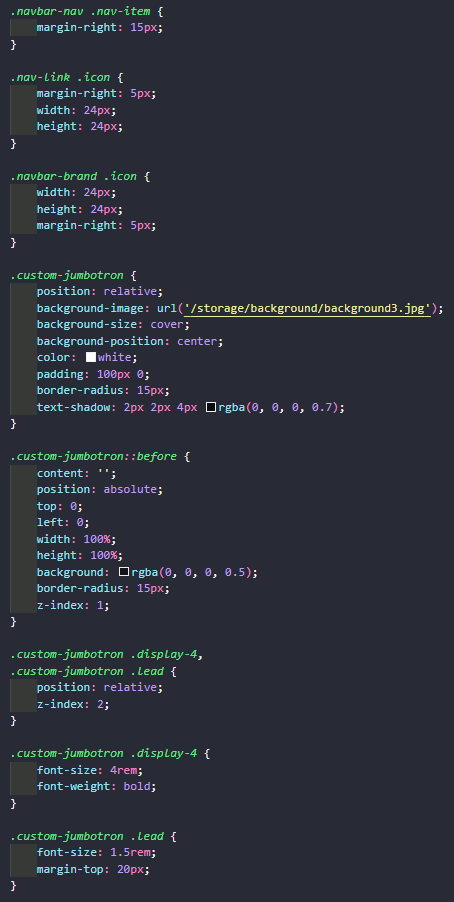 .navbar-nav .nav-item {
    margin-right: 15px;
}

.nav-link .icon {
    margin-right: 5px;
    width: 24px;
    height: 24px;
}

.navbar-brand .icon {
    width: 24px;
    height: 24px;
    margin-right: 5px;
}

.custom-jumbotron {
    position: relative;
    background-image: url('/storage/background/background3.jpg');
    background-size: cover;
    background-position: center;
    color: white;
    padding: 100px 0;
    border-radius: 15px;
    text-shadow: 2px 2px 4px rgba(0, 0, 0, 0.7);
}

.custom-jumbotron::before {
    content: '';
    position: absolute;
    top: 0;
    left: 0;
    width: 100%;
    height: 100%;
    background: rgba(0, 0, 0, 0.5);
    border-radius: 15px;
    z-index: 1;
}

.custom-jumbotron .display-4,
.custom-jumbotron .lead {
    position: relative;
    z-index: 2;
}

.custom-jumbotron .display-4 {
    font-size: 4rem;
    font-weight: bold;
}

.custom-jumbotron .lead {
    font-size: 1.5rem;
    margin-top: 20px;
}